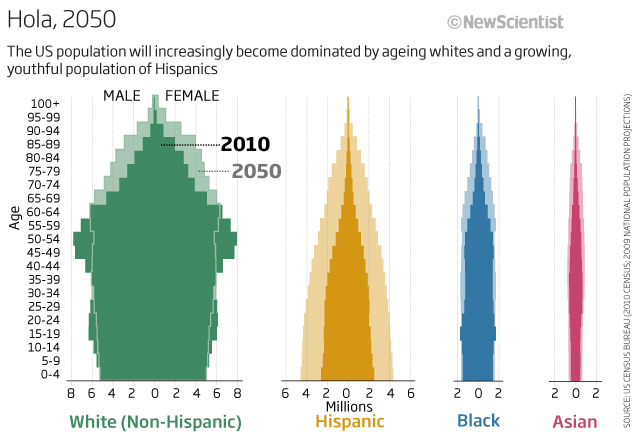 Hola, 2050
©NewScientist
The US population will increasingly become dominated by ageing whites and a growing,
youthful population of Hispanics
MALE FEMALE
100+
95-99
90-94
85-89
80-84
75-79
70-74
65-69
60-64
55-59
50-54
45-49
40-44
35-39
30-34
25-29
20-24
15-19
10-14
5-9
0-4
Age
2010
2050
8 6 4 2 0 2 4 6 8
6 4 2 0 2 4 6
2 0 2
2 0 2
Millions
White (Non-Hispanic)
Hispanic
Black
Asian
SOURCE: US CENSUS BUREAU (2010 CENSUS; 2009 NATIONAL POPULATION PROJECTIONS)